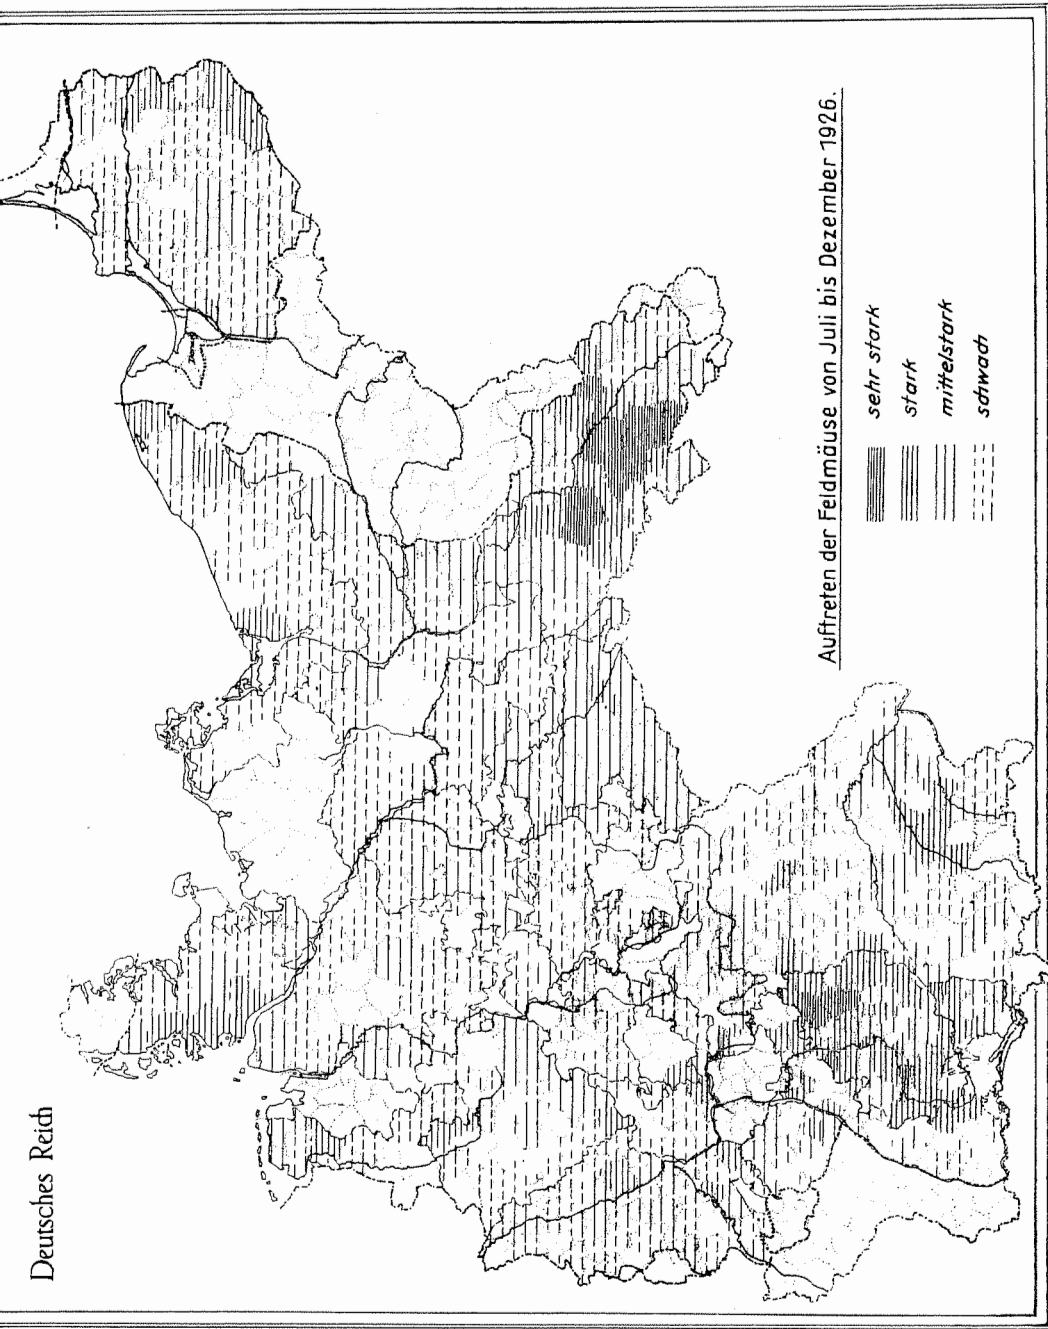 Deutsches Reich
Auftreten der Feldmäuse von Juli bis Dezember 1926.
sehr stark
stark
mittelstark
schwach